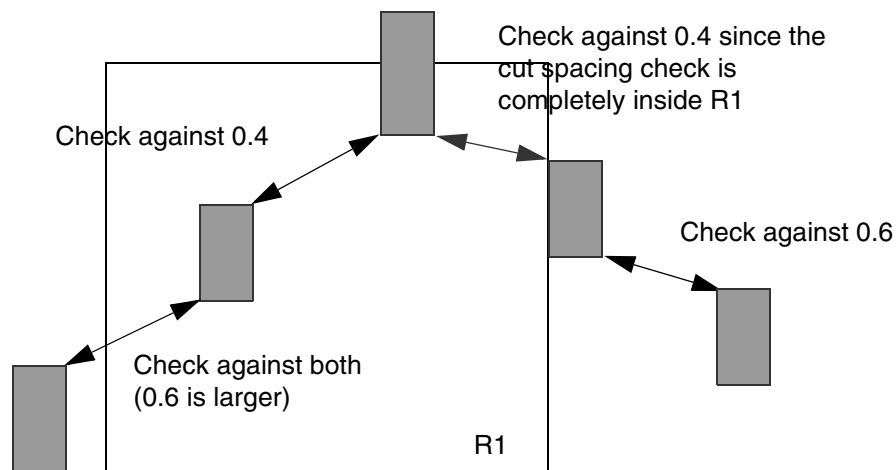 Check against 0.4 since the
cut spacing check is
completely inside R1
Check against 0.4
Check against 0.6
Check against both
(0.6 is larger)
R1